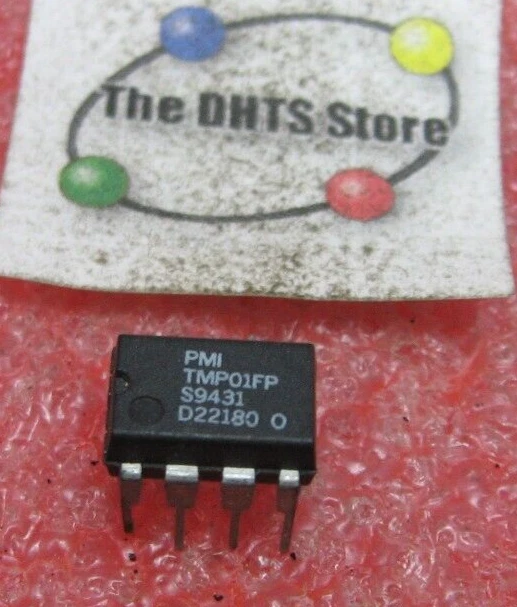 The DHTS Store
PMI
TMP01FP
S9431
D22180 O